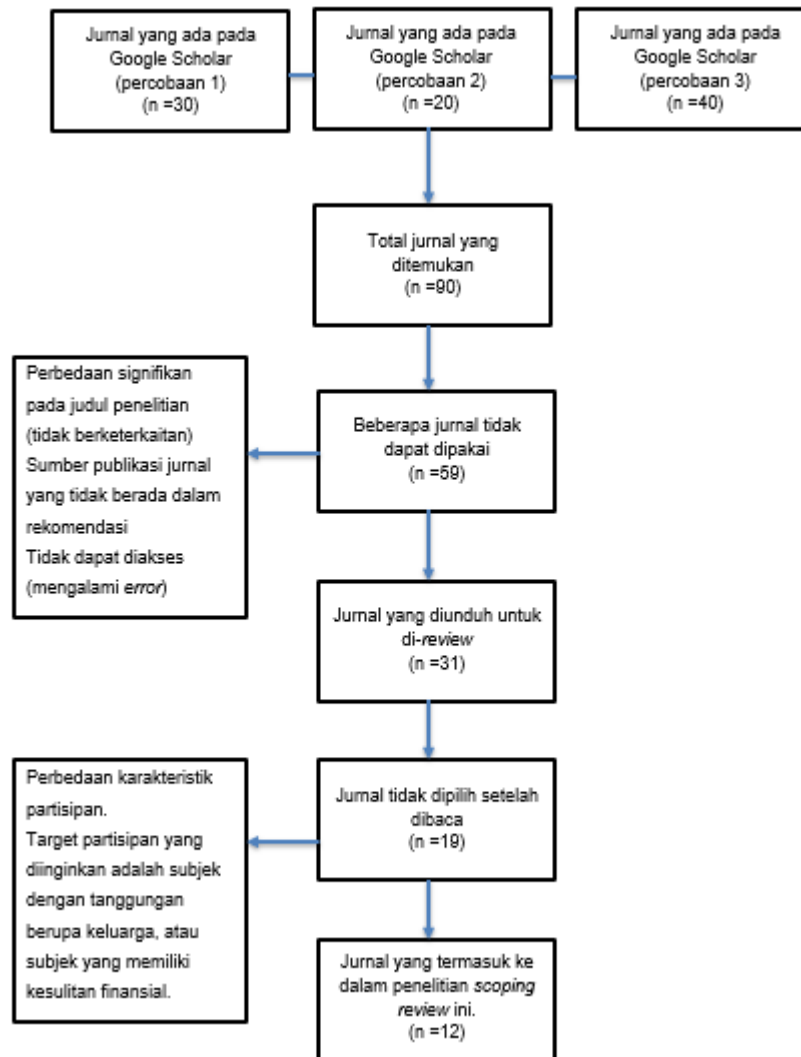 Jurnal yang ada pada
Google Scholar
(percobaan 1)
(n =30)
Jurnal yang ada pada
Google Scholar
(percobaan 2)
(n =20)
Jurnal yang ada pada
Google Scholar
(percobaan 3)
(n =40)
Total jurnal yang
ditemukan
(n =90)
Perbedaan signifikan
pada judul penelitian
(tidak berketerkaitan)
Sumber publikasi jurnal
yang tidak berada dalam
rekomendasi
Tidak dapat diakses
(mengalami error)
Beberapa jurnal tidak
dapat dipakai
(n =59)
Jurnal yang diunduh untuk
di-review
(n =31)
Perbedaan karakteristik
partisipan.
Target partisipan yang
diinginkan adalah subjek
dengan tanggungan
berupa keluarga, atau
subjek yang memiliki
kesulitan finansial.
Jurnal tidak dipilih setelah
dibaca
(n =19)
Jurnal yang termasuk ke
dalam penelitian scoping
review ini.
(n =12)